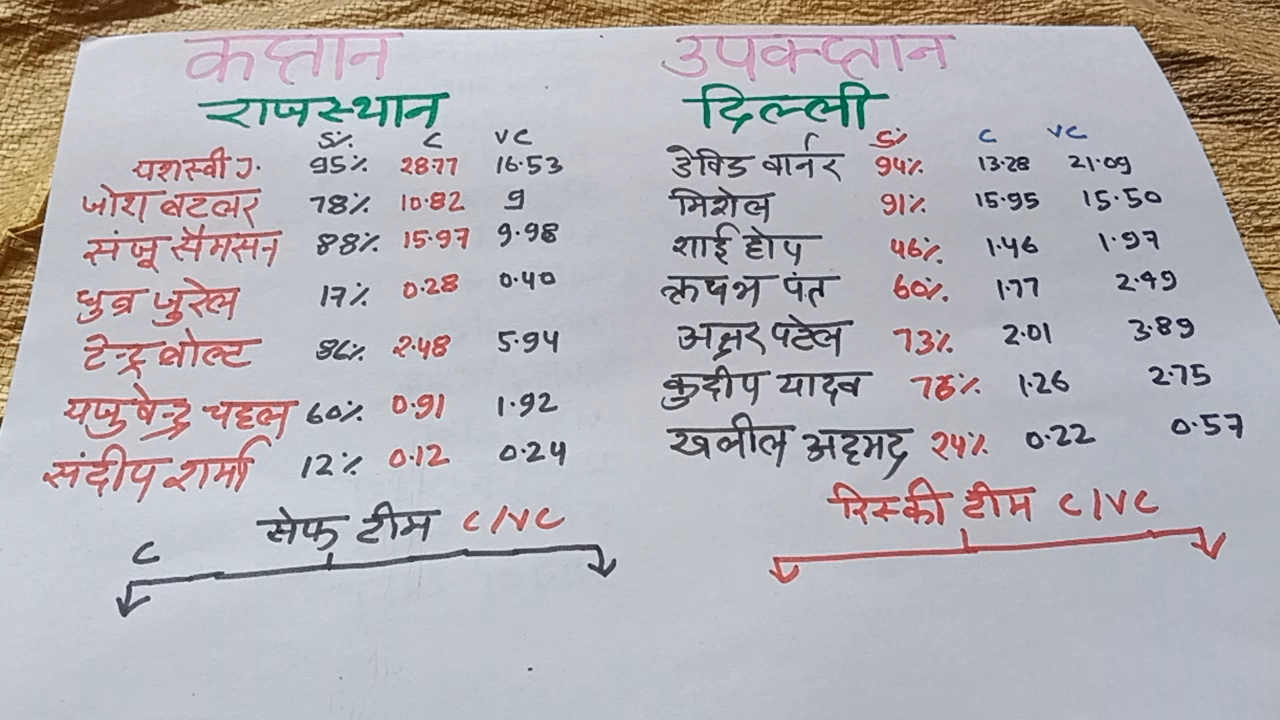 कप्तान उपकप्तान
राजस्थान दिल्ली
S% C VC S% C VC
यशस्वी J. 95% 28.77 16.53 डेविड वार्नर 94% 13.28 21.09
जोश बटलर 78% 10.82 9 मिशेल 91% 15.95 15.50
संजू सैमसन 88% 15.97 9.98 शाई होप 46% 1.46 1.97
ध्रुव जुरेल 17% 0.28 0.40 ऋषभ पंत 60% 1.77 2.49
टेन्ट्र बोल्ट 86% 2.48 5.94 अक्षर पटेल 73% 2.01 3.89
यजुषेन्द्र चहल 60% 0.91 1.92 कुदीप यादव 1.26 2.75
संदीप शर्मा 12% 0.12 0.24 खलील अहमद 24% 0.22 0.57
सेफ टीम C/VC रिस्की टीम C/VC
C